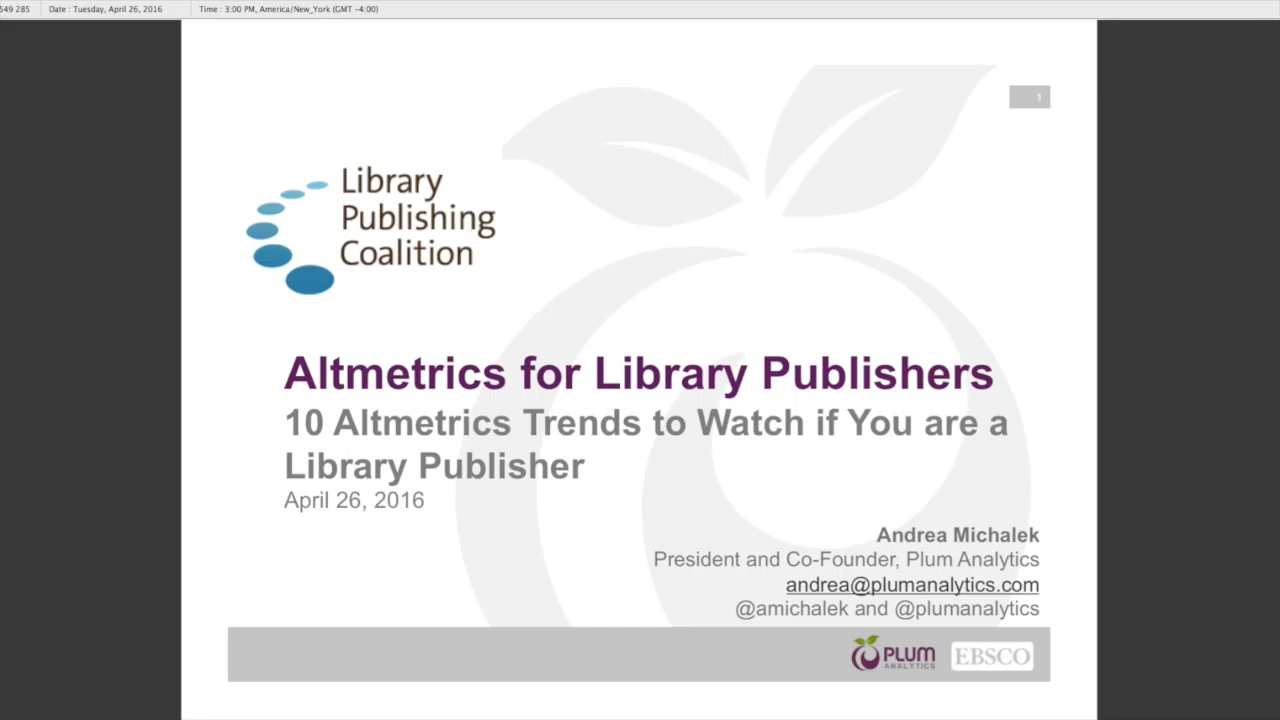 549 285 Date : Tuesday, April 26, 2016 Time : 3:00 PM, America/New_York (GMT -4:00)
1
Library
Publishing
Coalition
Altmetrics for Library Publishers
10 Altmetrics Trends to Watch if You are a
Library Publisher
April 26, 2016
Andrea Michalek
President and Co-Founder, Plum Analytics
andrea@plumanalytics.com
@amichalek and @plumanalytics
PLUM
ANALYTICS
EBSCO